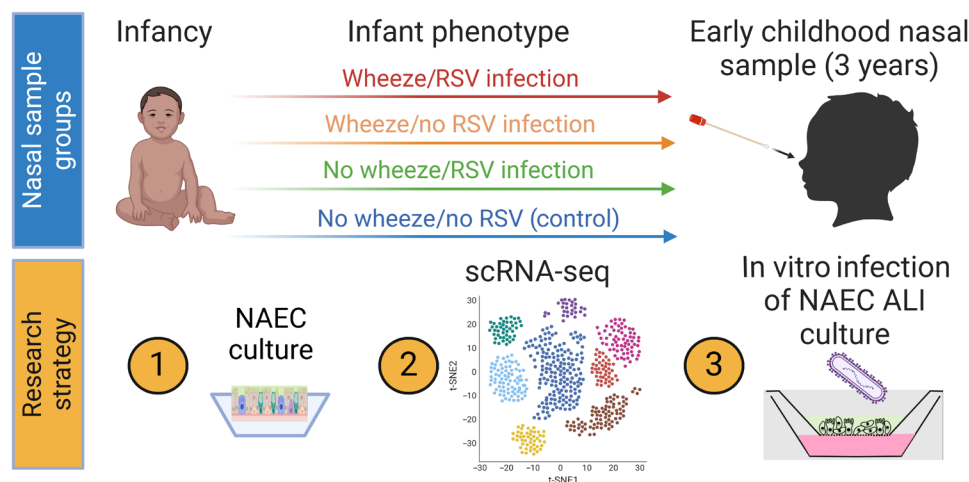 Nasal sample
groups
Infancy
Infant phenotype
Wheeze/RSV infection
Wheeze/no RSV infection
No wheeze/RSV infection
No wheeze/no RSV (control)
Early childhood nasal
sample (3 years)
Research
strategy
1
NAEC
culture
2
scRNA-seq
t-SNE2
30
20
10
0
−10
−20
−30
−30 −20 −10 0 10 20 30
t-SNE1
3
In vitro infection
of NAEC ALI
culture